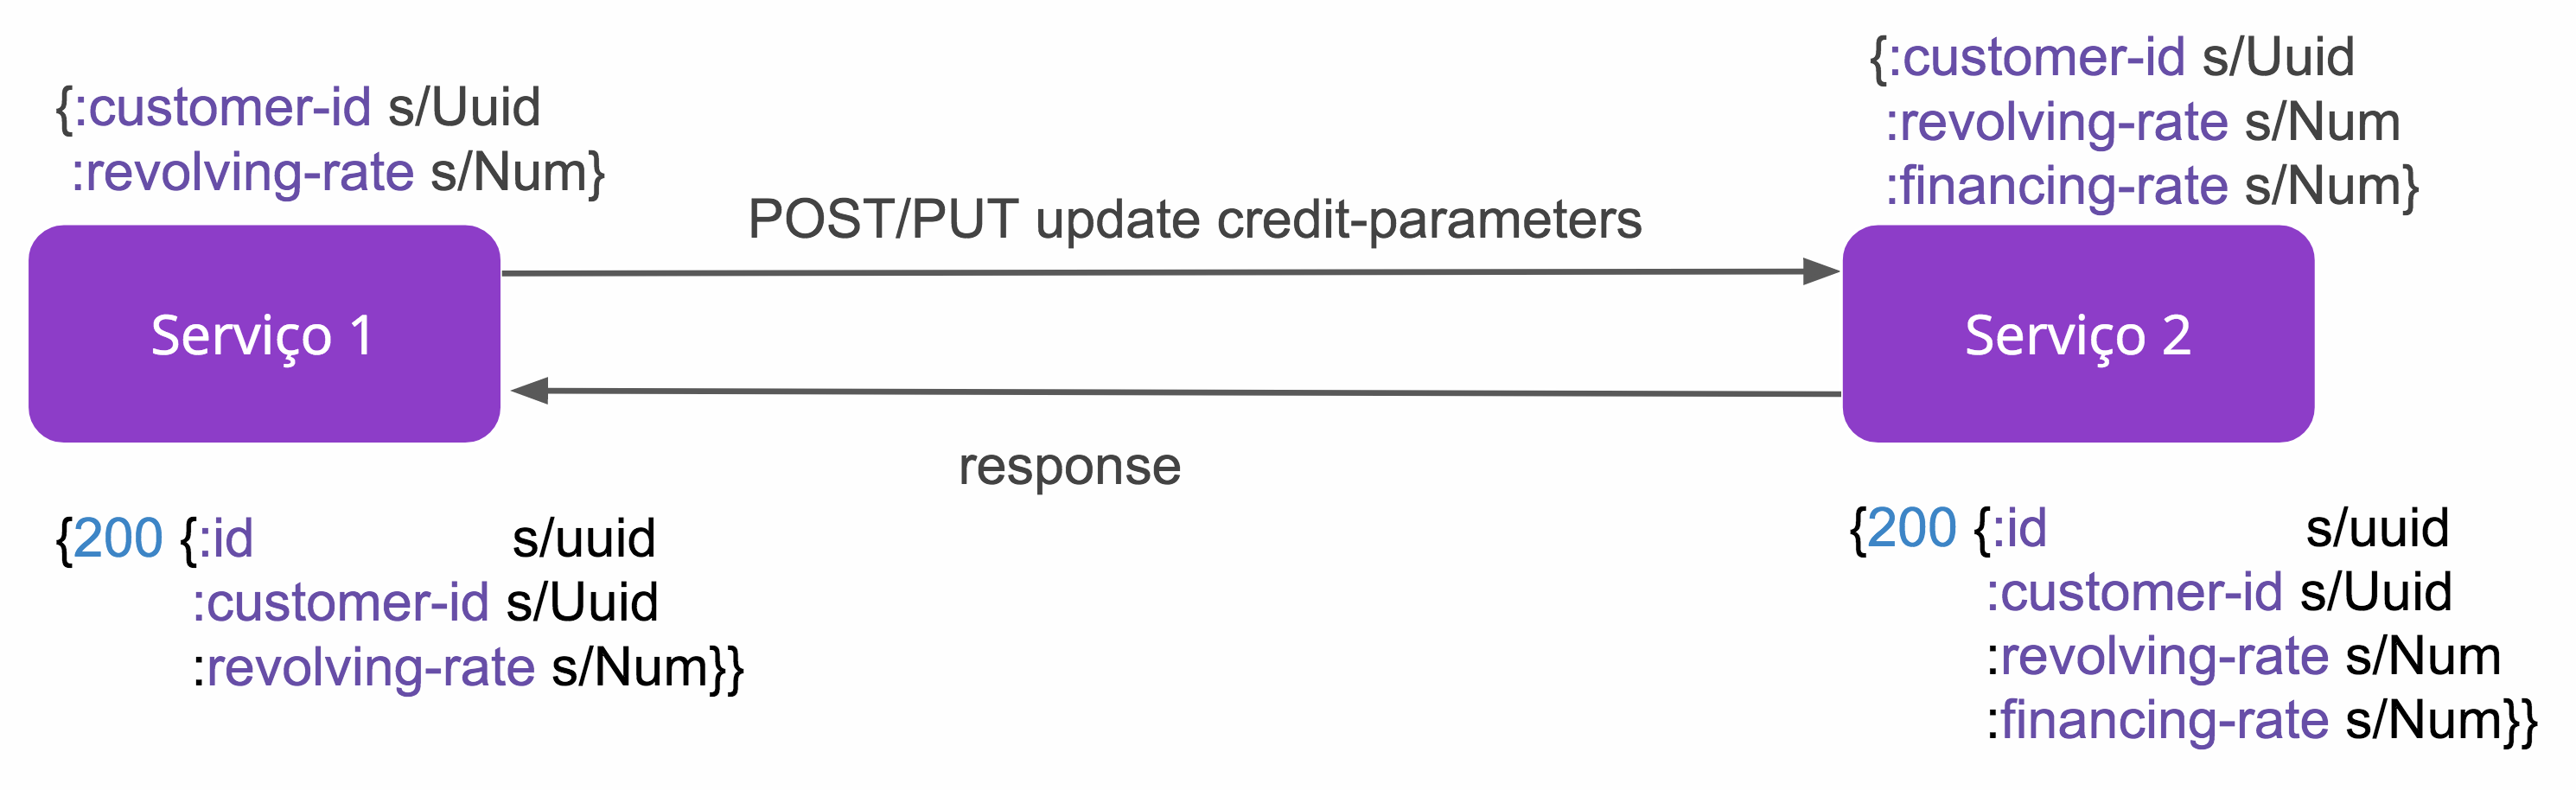 {:customer-id s/Uuid
:revolving-rate s/Num}
Serviço 1
POST/PUT update credit-parameters
response
{:customer-id s/Uuid
:revolving-rate s/Num
:financing-rate s/Num}
Serviço 2
{200 {:id s/uuid
:customer-id s/Uuid
:revolving-rate s/Num}}
{200 {:id s/uuid
:customer-id s/Uuid
:revolving-rate s/Num
:financing-rate s/Num}}